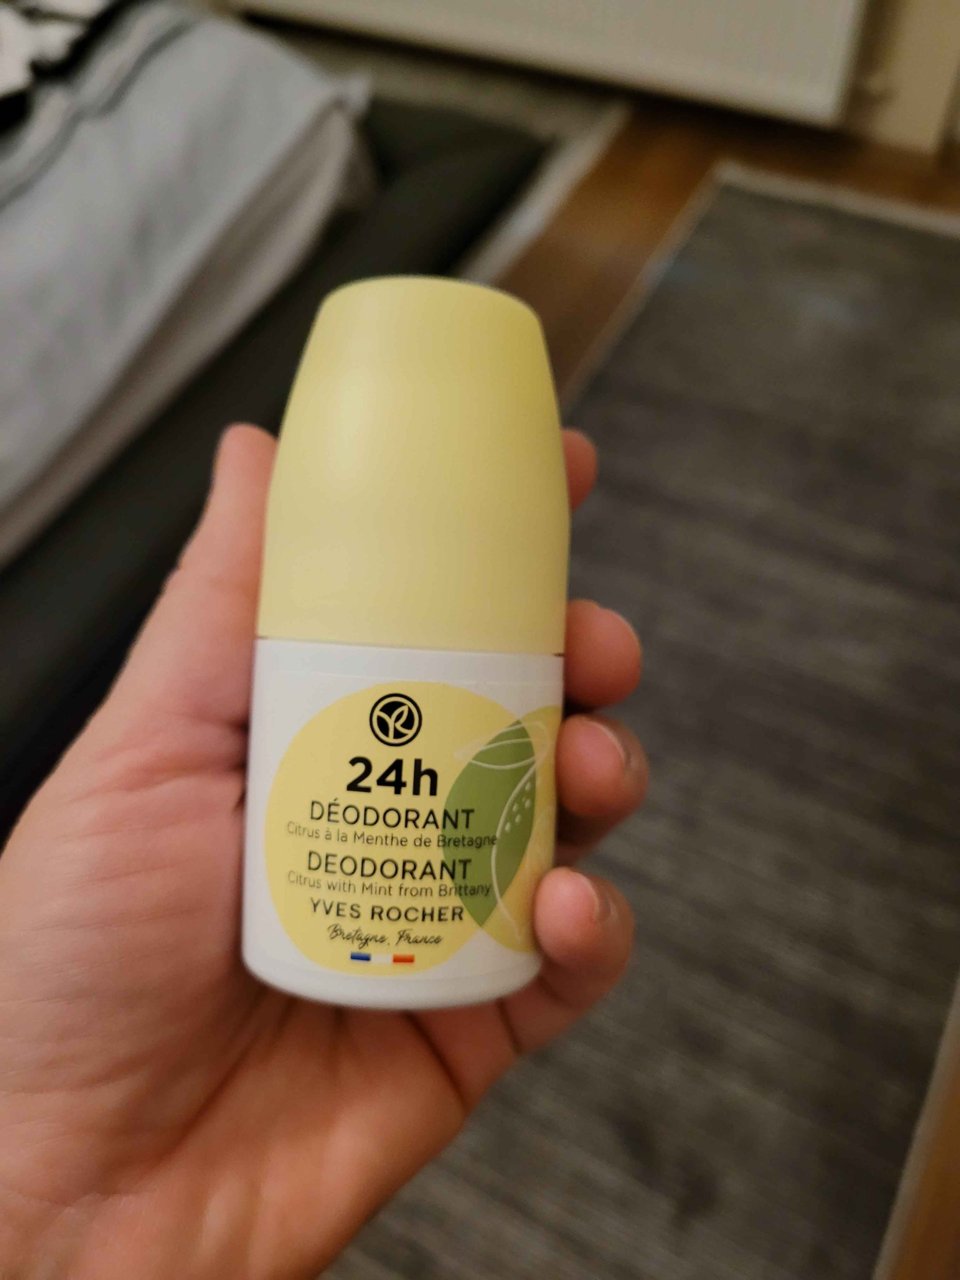 24h
DÉODORANT
Citrus à la Menthe de Bretagne
DEODORANT
Citrus with Mint from Brittany
YVES ROCHER
Bretagne, France